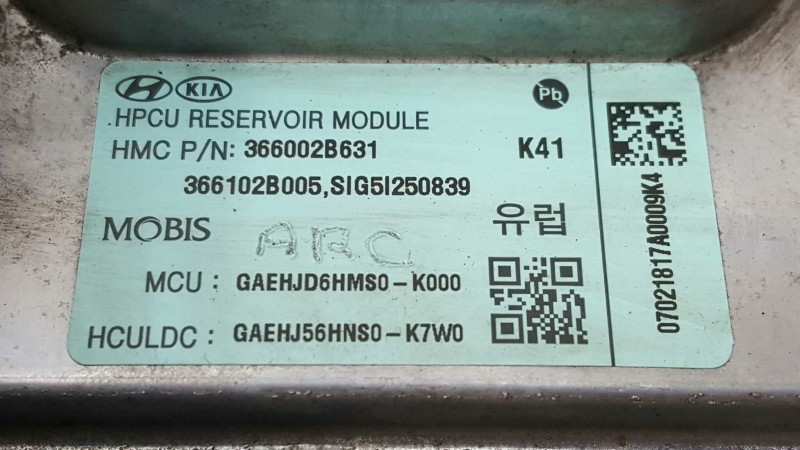 HYUNDAI KIA Pb
HPCU RESERVOIR MODULE
HMC P/N: 366002B631 K41
366102B005,SIG5I250839
MOBIS ARC 유럽
MCU : GAEHJD6HMS0-K000
HCULDC : GAEHJ56HNS0-K7W0
07021817A0009K4